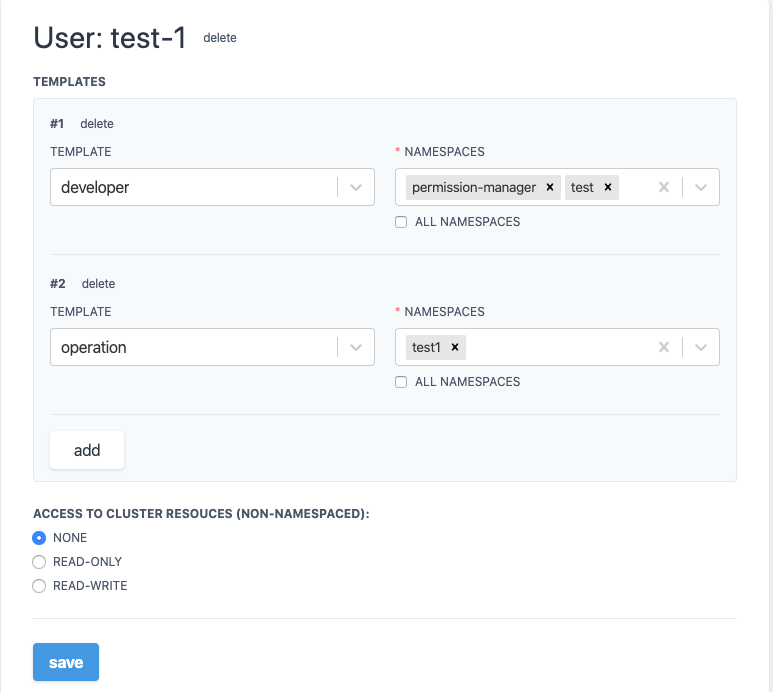 User: test-1 delete
TEMPLATES
#1 delete
TEMPLATE * NAMESPACES
developer permission-manager × test ×
ALL NAMESPACES
#2 delete
TEMPLATE * NAMESPACES
operation test1 ×
ALL NAMESPACES
add
ACCESS TO CLUSTER RESOUCES (NON-NAMESPACED):
NONE
READ-ONLY
READ-WRITE
save